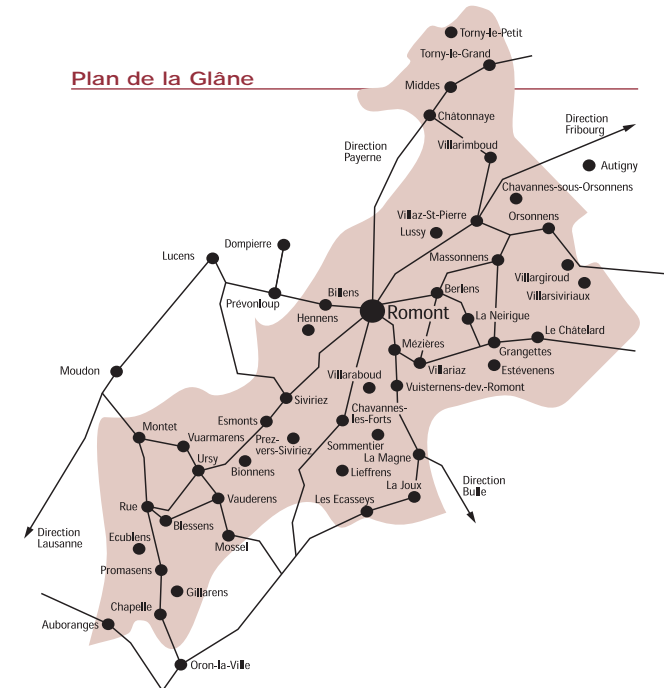 Torny-le-Petit
Torny-le-Grand
Plan de la Glâne
Middes
Châtonnaye
Direction
Fribourg
Direction
Payerne
Villarimboud
Autigny
Chavannes-sous-Orsonnens
Villaz-St-Pierre
Orsonnens
Lussy
Dompierre
Lucens
Massonnens
Villargiroud
Villarsiviriaux
Prévonloup
Billens
Berlens
Romont
La Neirigue
Hennens
Le Châtelard
Mézières
Grangettes
Villariaz
Estévenens
Moudon
Villaraboud
Vuisternens-dev.-Romont
Siviriez
Chavannes-
les-Forts
Esmonts
Montet
Vuarmarens
Prez-
vers-Siviriez
Sommentier
Ursy
La Magne
Bionnens
Lieffrens
La Joux
Direction
Bulle
Vauderens
Les Ecasseys
Rue
Blessens
Direction
Lausanne
Ecublens
Mossel
Promasens
Gillarens
Chapelle
Auboranges
Oron-la-Ville